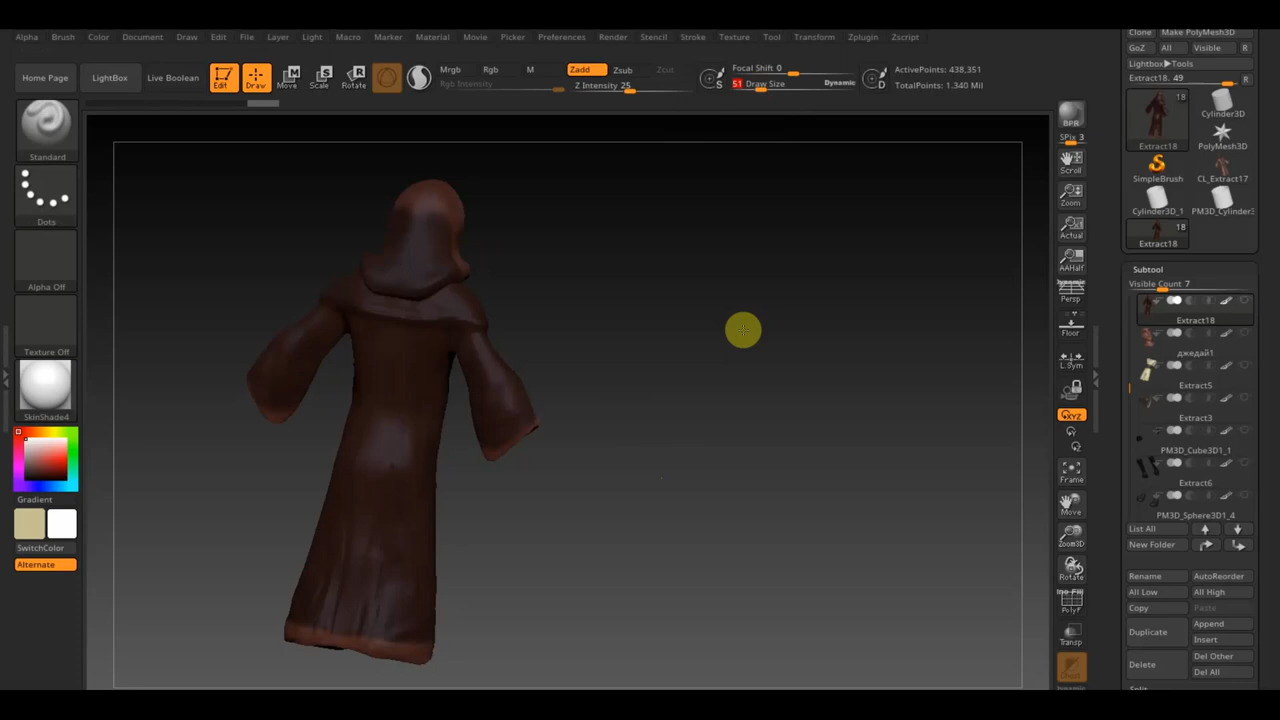 Alpha Brush Color Document Draw Edit File Layer Light Macro Marker Material Movie Picker Preferences Render Stencil Stroke Texture Tool Transform Zplugin Zscript
Home Page
LightBox
Live Boolean
Edit
Draw
Move
Scale
Rotate
Mrgb Rgb M
Rgb Intensity
Zadd Zsub Zcut
Z Intensity 25
S
Focal Shift 0
51 Draw Size Dynamic
D
ActivePoints: 438,351
TotalPoints: 1.340 Mil
Standard
Dots
Alpha Off
Texture Off
SkinShade4
Gradient
SwitchColor
Alternate
BPR
SPix 3
Scroll
Zoom
Actual
AAHalf
Dynamic
Persp
Floor
L.Sym
XYZ
Frame
Move
Zoom3D
Rotate
Line Fill
PolyF
Transp
Ghost
Dynamic
Clone Make PolyMesh3D
GoZ All Visible R
Lightbox▶Tools
Extract18. 49 R
18
Extract18
Cylinder3D
PolyMesh3D
SimpleBrush
CL_Extract17
Cylinder3D_1
PM3D_Cylinder3
18
Extract18
Subtool
Visible Count 7
Extract18
джедай1
Extract5
Extract3
PM3D_Cube3D1_1
Extract6
PM3D_Sphere3D1_4
List All
New Folder
Rename AutoReorder
All Low All High
Copy Paste
Duplicate Append
Insert
Delete Del Other
Del All
Split